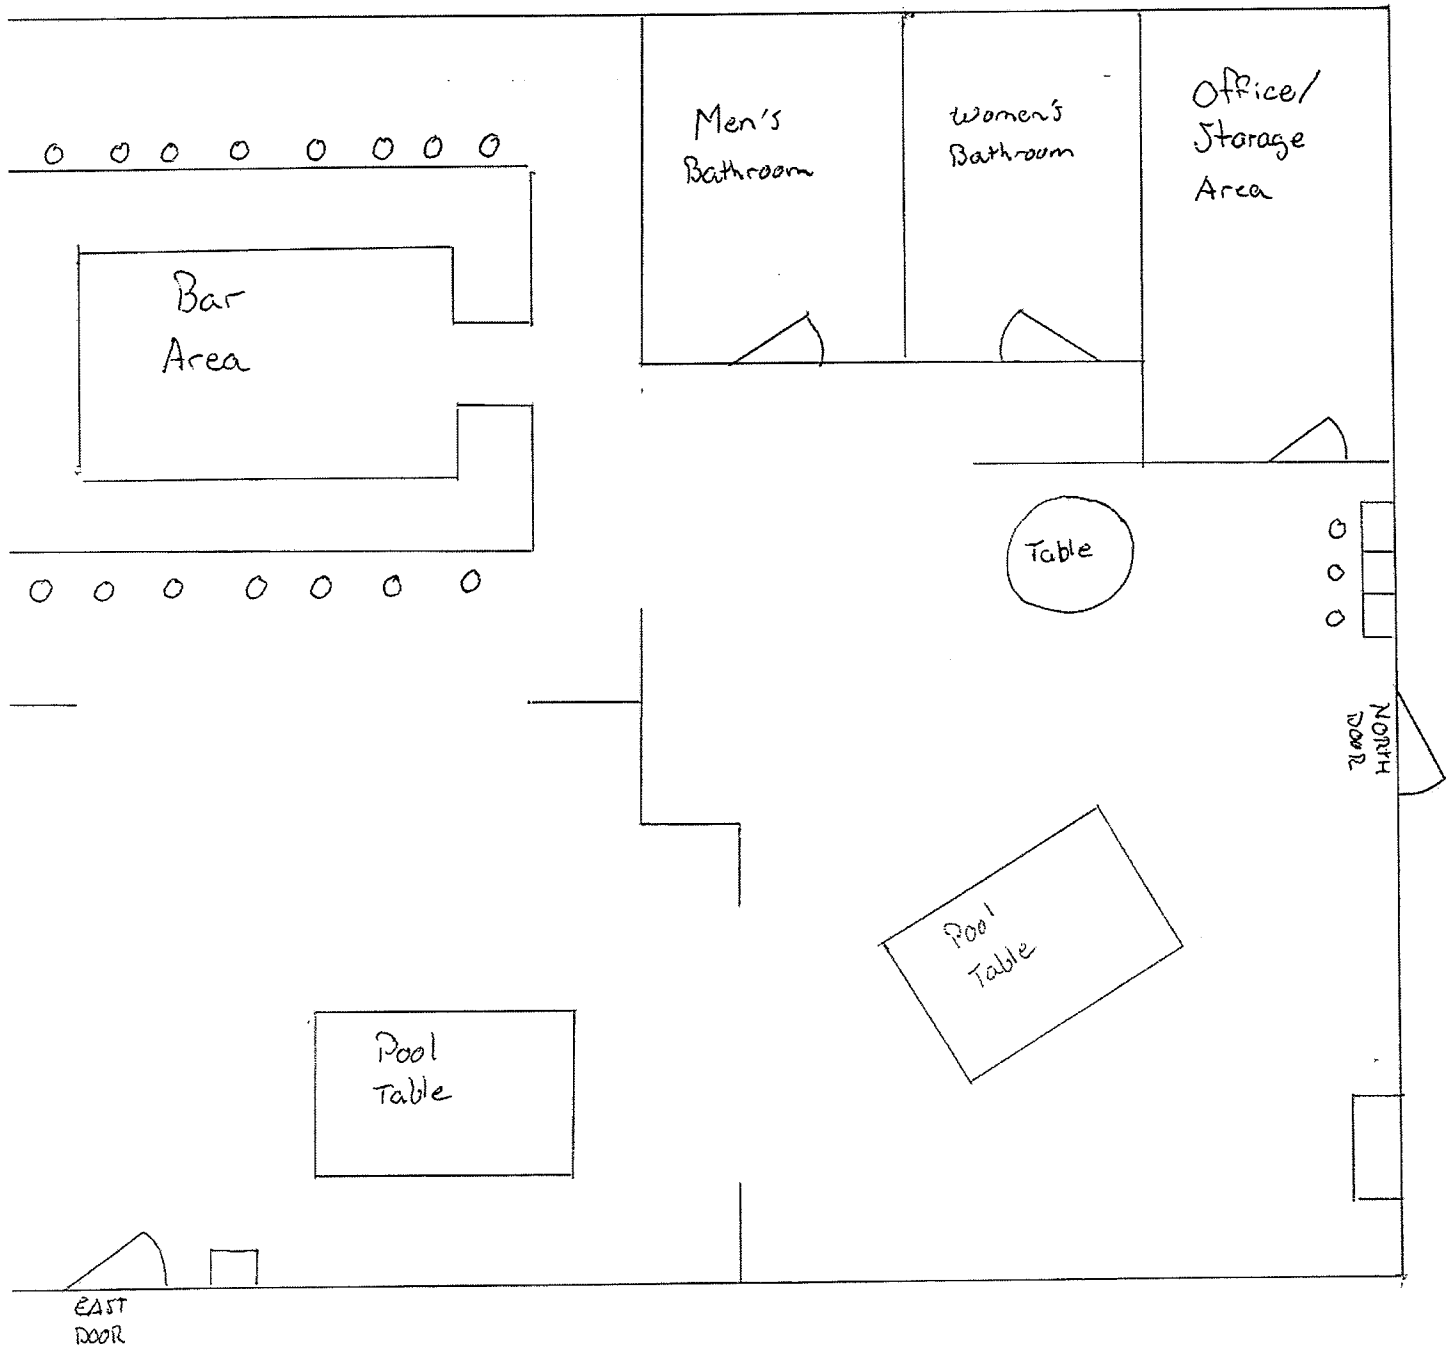 Men's
Bathroom
Women's
Bathroom
Office/
Storage
Area
Bar
Area
Table
NORTH
DOOR
Pool
Table
Pool
Table
EAST
DOOR